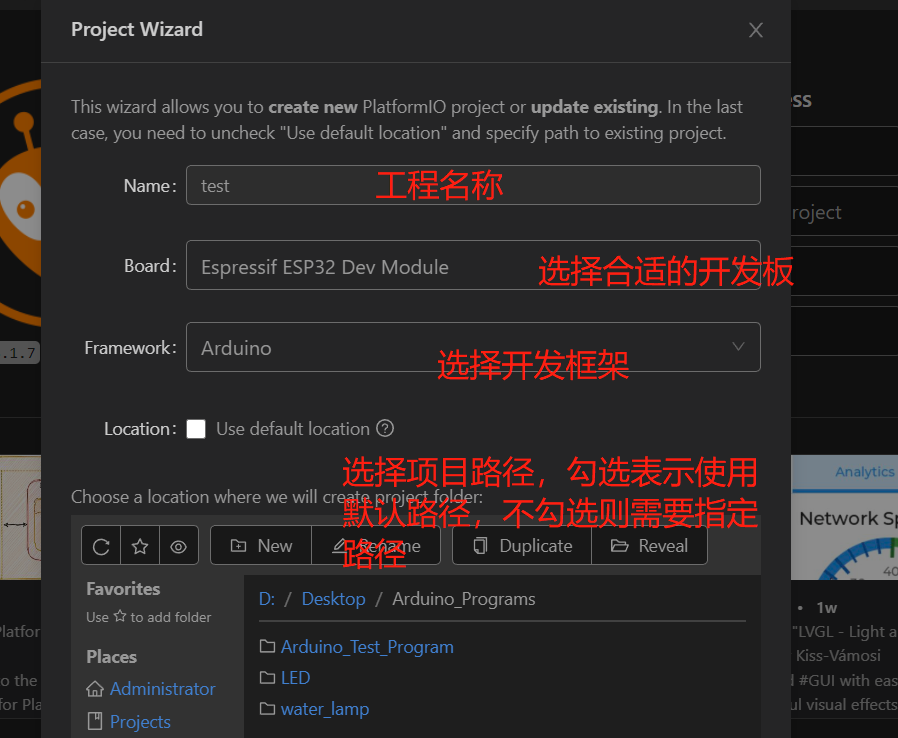 Project Wizard
This wizard allows you to create new PlatformIO project or update existing. In the last
case, you need to uncheck "Use default location" and specify path to existing project.
Name: test
工程名称
Board: Espressif ESP32 Dev Module
选择合适的开发板
Framework: Arduino
选择开发框架
Location: Use default location
选择项目路径，勾选表示使用
默认路径，不勾选则需要指定
路径
Choose a location where we will create project folder:
New Rename Duplicate Reveal
Favorites
Use to add folder
Places
Administrator
Projects
D: / Desktop / Arduino_Programs
Arduino_Test_Program
LED
water_lamp
.1.7
ess
roject
Analytics
Network Sp
40
• 1w
"LVGL - Light a
Kiss-Vámosi
d #GUI with eas
ul visual effects
Platfor
o the
for Pla